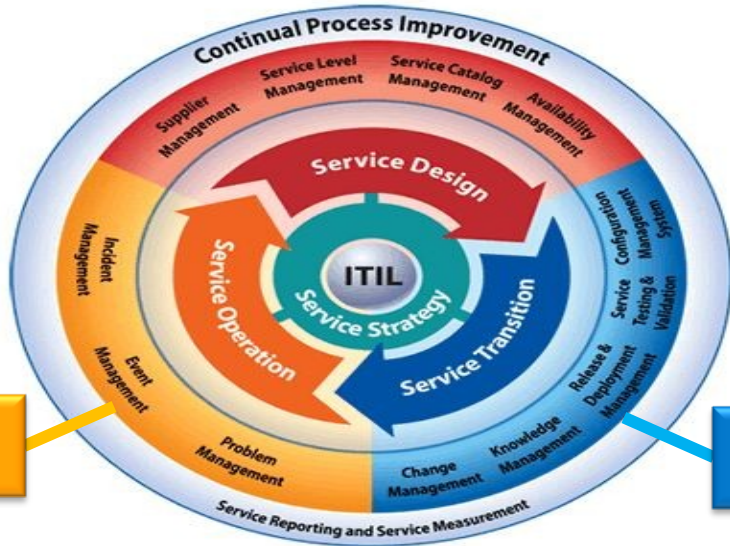 Continual Process Improvement
Supplier
Management
Service Level
Management
Service Catalog
Management
Availability
Management
Service Design
Configuration
Management
System
Service
Testing &
Validation
Release &
Deployment
Management
Knowledge
Management
Change
Management
Service Transition
ITIL
Service Strategy
Service Operation
Incident
Management
Event
Management
Problem
Management
Service Reporting and Service Measurement